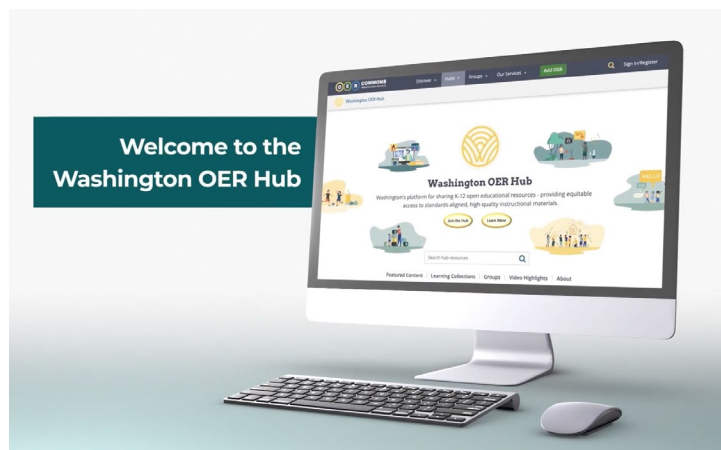 Welcome to the
Washington OER Hub
OER COMMONS
Discover
Hubs
Groups
Our Services
Add OER
Sign in/Register
Washington OER Hub
HELLO
Washington OER Hub
Washington's platform for sharing K-12 open educational resources - providing equitable
access to standards-aligned, high-quality instructional materials.
Join the Hub
Learn More
Search hub resources
Featured Content | Learning Collections | Groups | Video Highlights | About